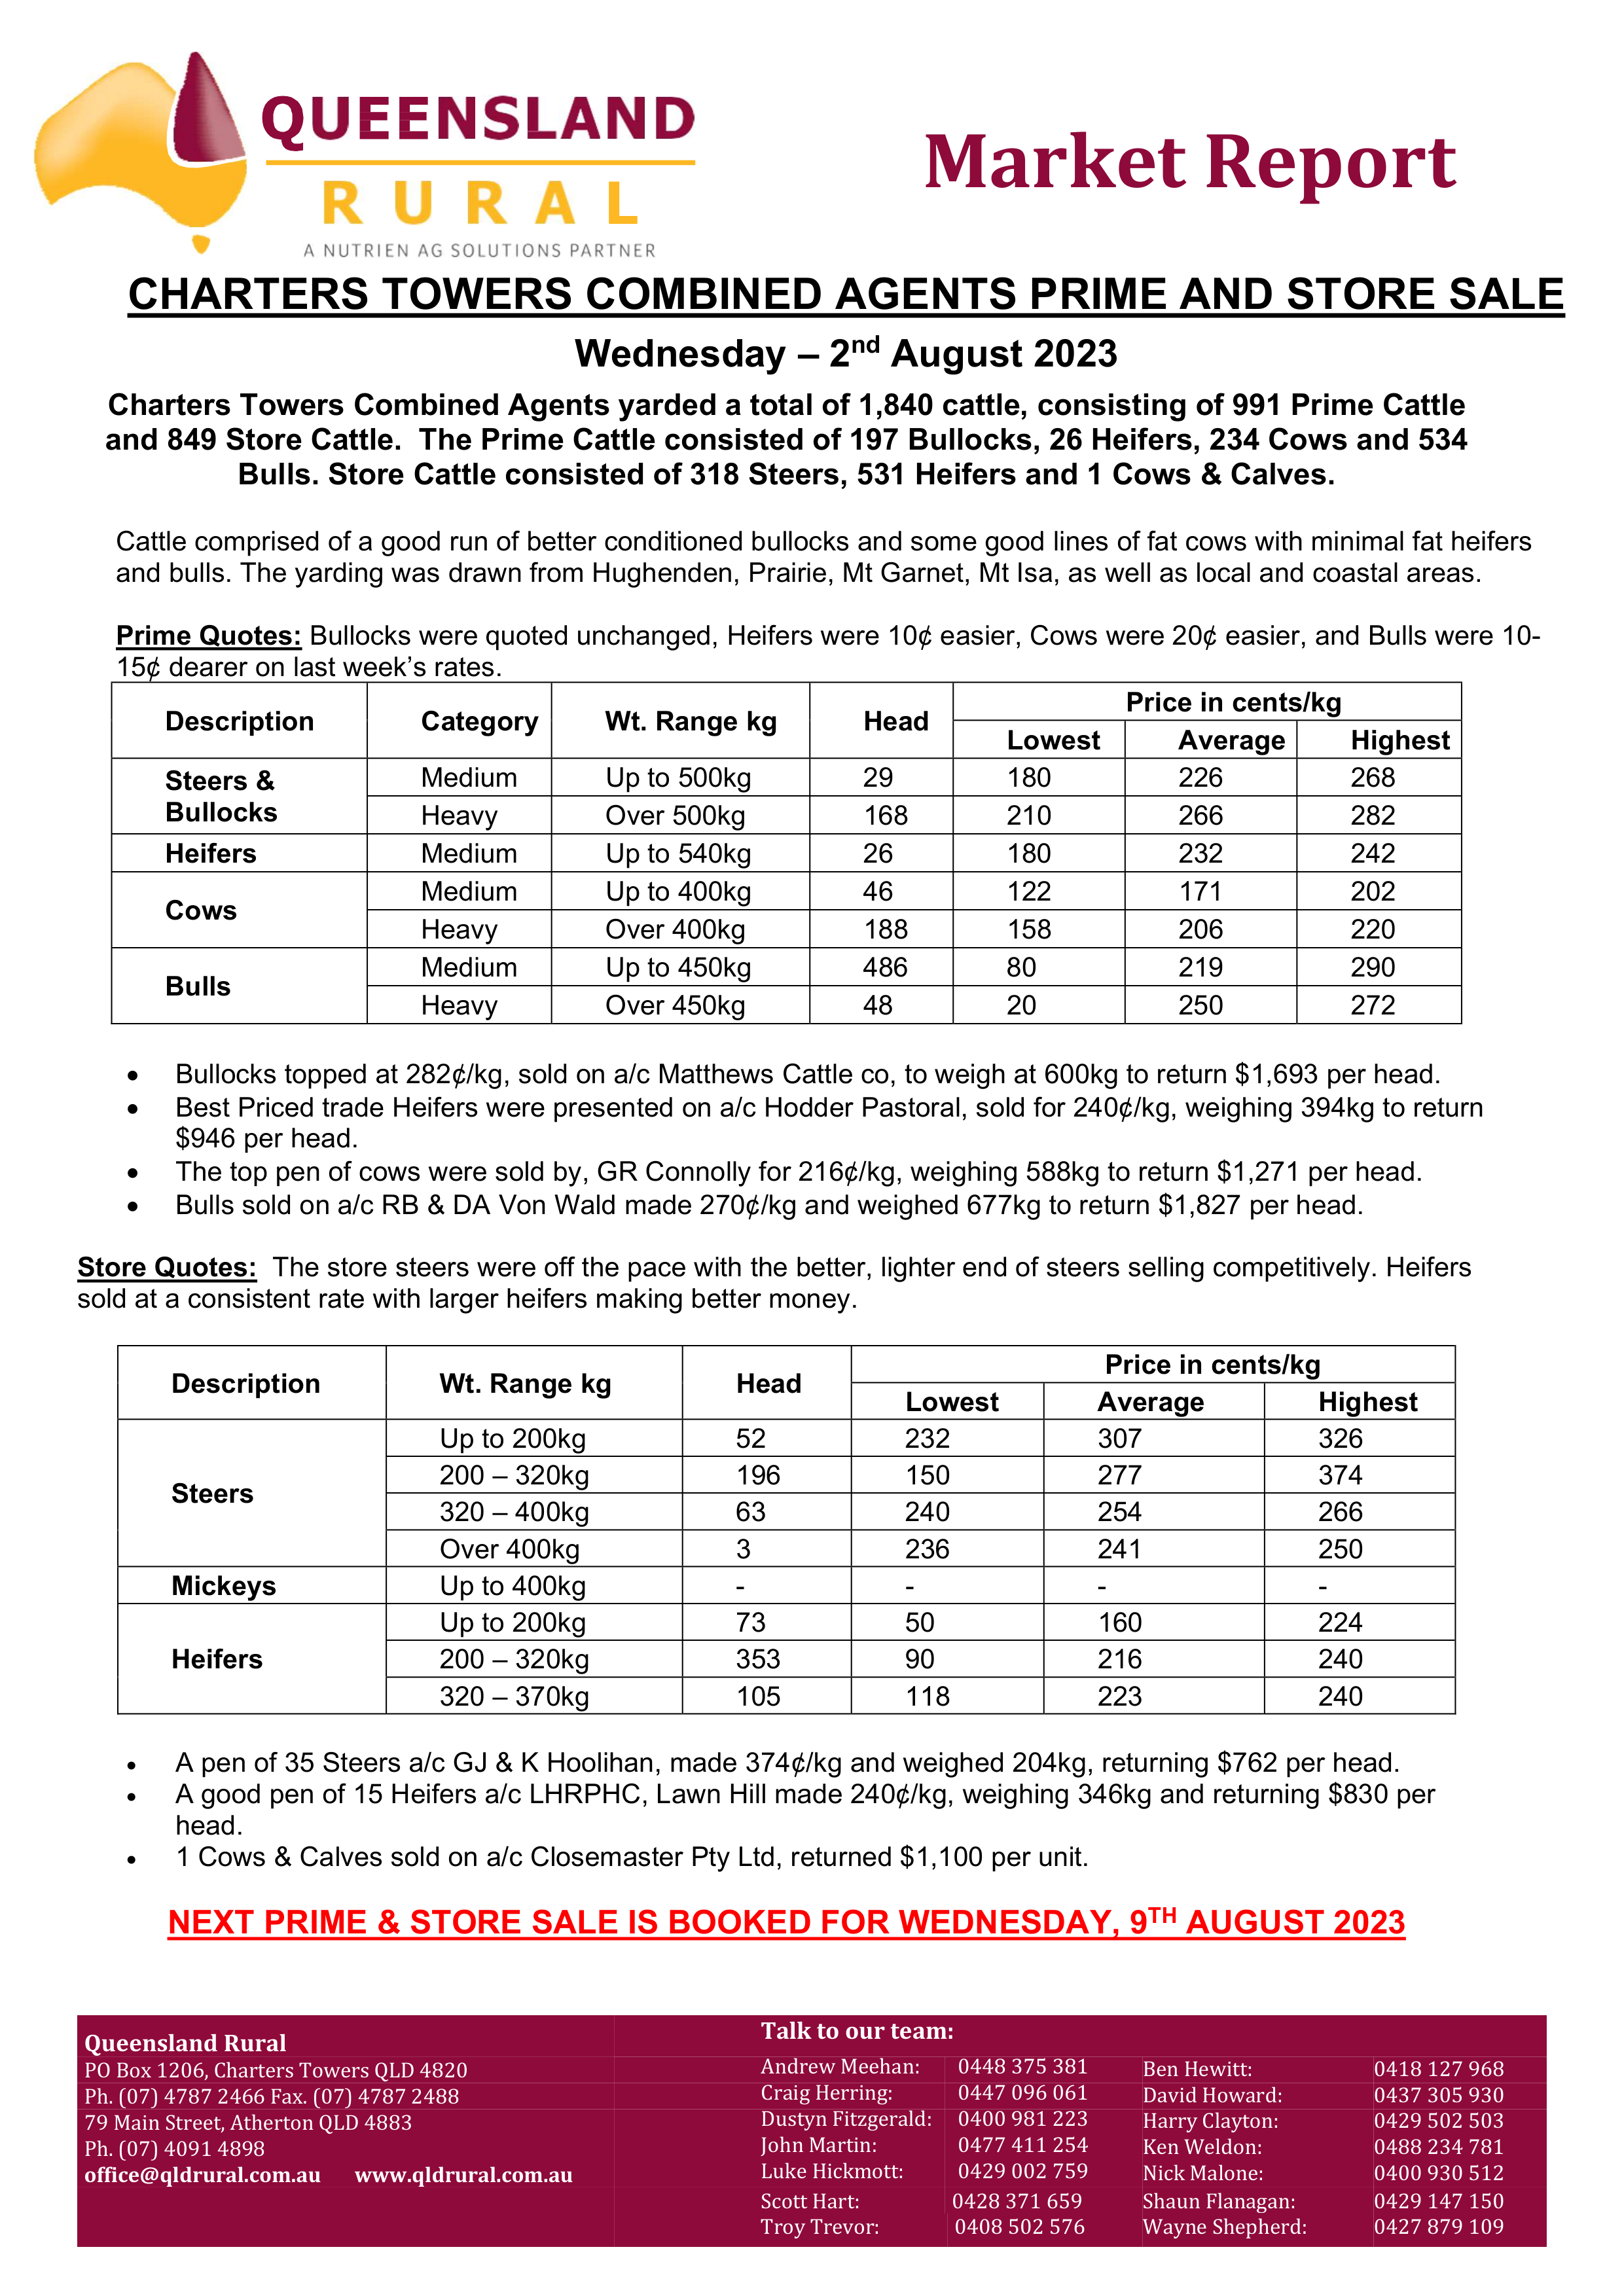 QUEENSLAND
RURAL
A NUTRIEN AG SOLUTIONS PARTNER
Market Report
CHARTERS TOWERS COMBINED AGENTS PRIME AND STORE SALE
Wednesday – 2nd August 2023
Charters Towers Combined Agents yarded a total of 1,840 cattle, consisting of 991 Prime Cattle
and 849 Store Cattle. The Prime Cattle consisted of 197 Bullocks, 26 Heifers, 234 Cows and 534
Bulls. Store Cattle consisted of 318 Steers, 531 Heifers and 1 Cows & Calves.
Cattle comprised of a good run of better conditioned bullocks and some good lines of fat cows with minimal fat heifers
and bulls. The yarding was drawn from Hughenden, Prairie, Mt Garnet, Mt Isa, as well as local and coastal areas.
Prime Quotes: Bullocks were quoted unchanged, Heifers were 10¢ easier, Cows were 20¢ easier, and Bulls were 10-
15¢ dearer on last week's rates.
Description Category Wt. Range kg Head Price in cents/kg
Lowest Average Highest
Steers & Bullocks Medium Up to 500kg 29 180 226 268
Heavy Over 500kg 168 210 266 282
Heifers Medium Up to 540kg 26 180 232 242
Cows Medium Up to 400kg 46 122 171 202
Heavy Over 400kg 188 158 206 220
Bulls Medium Up to 450kg 486 80 219 290
Heavy Over 450kg 48 20 250 272
• Bullocks topped at 282¢/kg, sold on a/c Matthews Cattle co, to weigh at 600kg to return $1,693 per head.
• Best Priced trade Heifers were presented on a/c Hodder Pastoral, sold for 240¢/kg, weighing 394kg to return
$946 per head.
• The top pen of cows were sold by, GR Connolly for 216¢/kg, weighing 588kg to return $1,271 per head.
• Bulls sold on a/c RB & DA Von Wald made 270¢/kg and weighed 677kg to return $1,827 per head.
Store Quotes: The store steers were off the pace with the better, lighter end of steers selling competitively. Heifers
sold at a consistent rate with larger heifers making better money.
Description Wt. Range kg Head Price in cents/kg
Lowest Average Highest
Steers Up to 200kg 52 232 307 326
200 – 320kg 196 150 277 374
320 – 400kg 63 240 254 266
Over 400kg 3 236 241 250
Mickeys Up to 400kg - - - -
Heifers Up to 200kg 73 50 160 224
200 – 320kg 353 90 216 240
320 – 370kg 105 118 223 240
• A pen of 35 Steers a/c GJ & K Hoolihan, made 374¢/kg and weighed 204kg, returning $762 per head.
• A good pen of 15 Heifers a/c LHRPHC, Lawn Hill made 240¢/kg, weighing 346kg and returning $830 per
head.
• 1 Cows & Calves sold on a/c Closemaster Pty Ltd, returned $1,100 per unit.
NEXT PRIME & STORE SALE IS BOOKED FOR WEDNESDAY, 9TH AUGUST 2023
Queensland Rural
PO Box 1206, Charters Towers QLD 4820
Ph. (07) 4787 2466 Fax. (07) 4787 2488
79 Main Street, Atherton QLD 4883
Ph. (07) 4091 4898
office@qldrural.com.au www.qldrural.com.au
Talk to our team:
Andrew Meehan: 0448 375 381 Ben Hewitt: 0418 127 968
Craig Herring: 0447 096 061 David Howard: 0437 305 930
Dustyn Fitzgerald: 0400 981 223 Harry Clayton: 0429 502 503
John Martin: 0477 411 254 Ken Weldon: 0488 234 781
Luke Hickmott: 0429 002 759 Nick Malone: 0400 930 512
Scott Hart: 0428 371 659 Shaun Flanagan: 0429 147 150
Troy Trevor: 0408 502 576 Wayne Shepherd: 0427 879 109